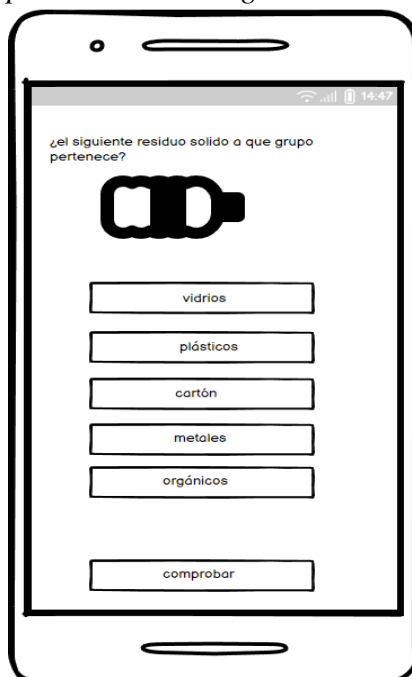 14:47
¿el siguiente residuo solido a que grupo
pertenece?
vidrios
plásticos
cartón
metales
orgánicos
comprobar